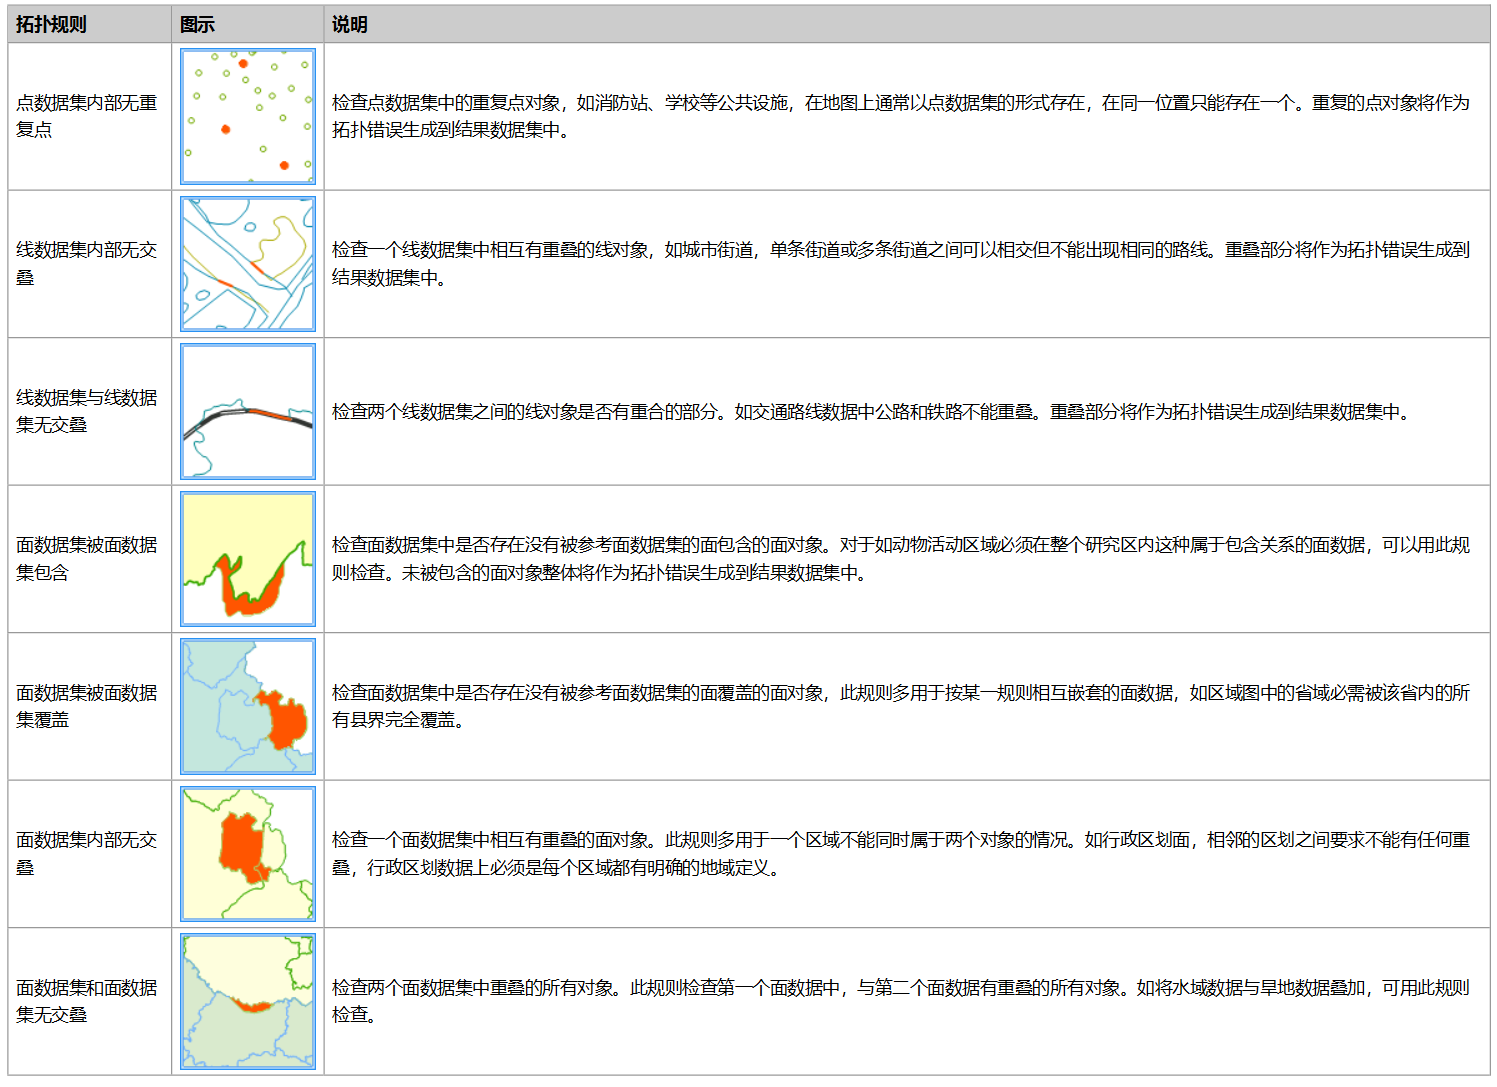 拓扑规则 图示 说明
点数据集内部无重
复点
检查点数据集中的重复点对象，如消防站、学校等公共设施，在地图上通常以点数据集的形式存在，在同一位置只能存在一个。重复的点对象将作为
拓扑错误生成到结果数据集中。
线数据集内部无交
叠
检查一个线数据集中相互有重叠的线对象，如城市街道，单条街道或多条街道之间可以相交但不能出现相同的路线。重叠部分将作为拓扑错误生成到
结果数据集中。
线数据集与线数据
集无交叠
检查两个线数据集之间的线对象是否有重合的部分。如交通路线数据中公路和铁路不能重叠。重叠部分将作为拓扑错误生成到结果数据集中。
面数据集被面数据
集包含
检查面数据集中是否存在没有被参考面数据集的面包含的面对象。对于如动物活动区域必须在整个研究区内这种属于包含关系的面数据，可以用此规
则检查。未被包含的面对象整体将作为拓扑错误生成到结果数据集中。
面数据集被面数据
集覆盖
检查面数据集中是否存在没有被参考面数据集的面覆盖的面对象，此规则多用于按某一规则相互嵌套的面数据，如区域图中的省域必需被该省内的所
有县界完全覆盖。
面数据集内部无交
叠
检查一个面数据集中相互有重叠的面对象。此规则多用于一个区域不能同时属于两个对象的情况。如行政区划面，相邻的区划之间要求不能有任何重
叠，行政区划数据上必须是每个区域都有明确的地域定义。
面数据集和面数据
集无交叠
检查两个面数据集中重叠的所有对象。此规则检查第一个面数据中，与第二个面数据有重叠的所有对象。如将水域数据与旱地数据叠加，可用此规则
检查。